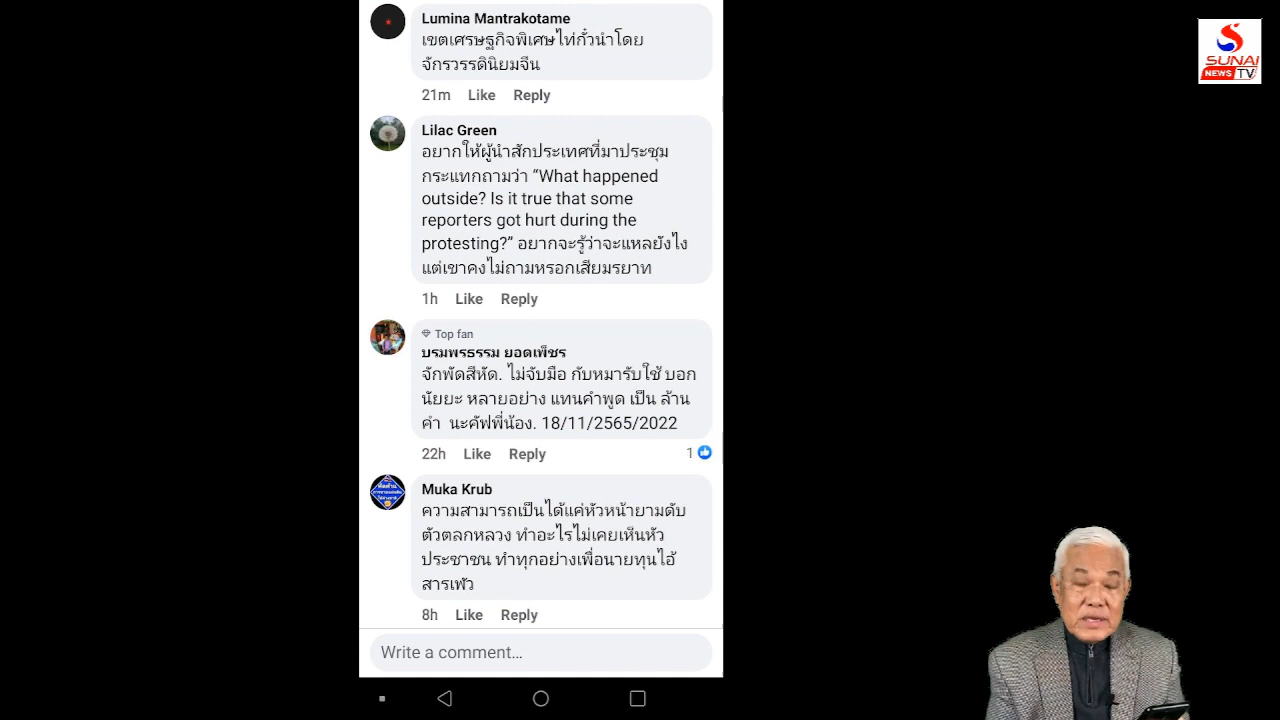 Lumina Mantrakotame
เขตเศรษฐกิจพิเศษไท่กั๋วนำโดย
จักรวรรดินิยมจีน
21m Like Reply
Lilac Green
อยากให้ผู้นำสักประเทศที่มาประชุม
กระแทกถามว่า “What happened
outside? Is it true that some
reporters got hurt during the
protesting?” อยากจะรู้ว่าจะแหลยังไง
แต่เขาคงไม่ถามหรอกเสียมรยาท
1h Like Reply
Top fan
บรมพรธรรม ยอดเพ็ชร
จักพัดสีหัด. ไม่จับมือ กับหมารับใช้ บอก
นัยยะ หลายอย่าง แทนคำพูด เป็น ล้าน
คำ นะคัฟพี่น้อง. 18/11/2565/2022
22h Like Reply 1
Muka Krub
ความสามารถเป็นได้แค่หัวหน้ายามดับ
ตัวตลกหลวง ทำอะไรไม่เคยเห็นหัว
ประชาชน ทำทุกอย่างเพื่อนายทุนไอ้
สารเฬว
8h Like Reply
Write a comment…
SUNAI
NEWS TV